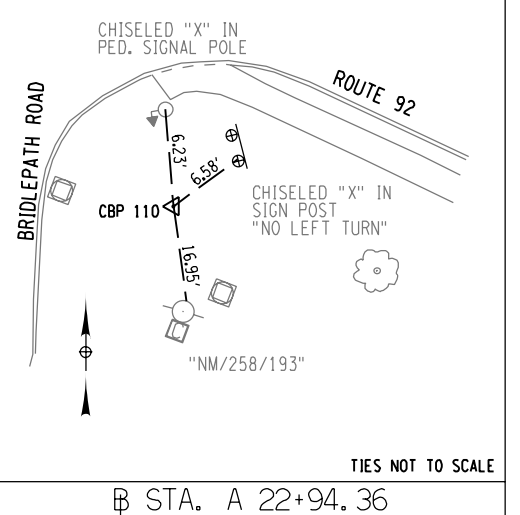 CHISELED "X" IN
PED. SIGNAL POLE
ROUTE 92
BRIDLEPATH ROAD
6.23'
6.58'
CHISELED "X" IN
SIGN POST
"NO LEFT TURN"
CBP 110
16.95'
"NM/258/193"
TIES NOT TO SCALE
BL STA. A 22+94.36